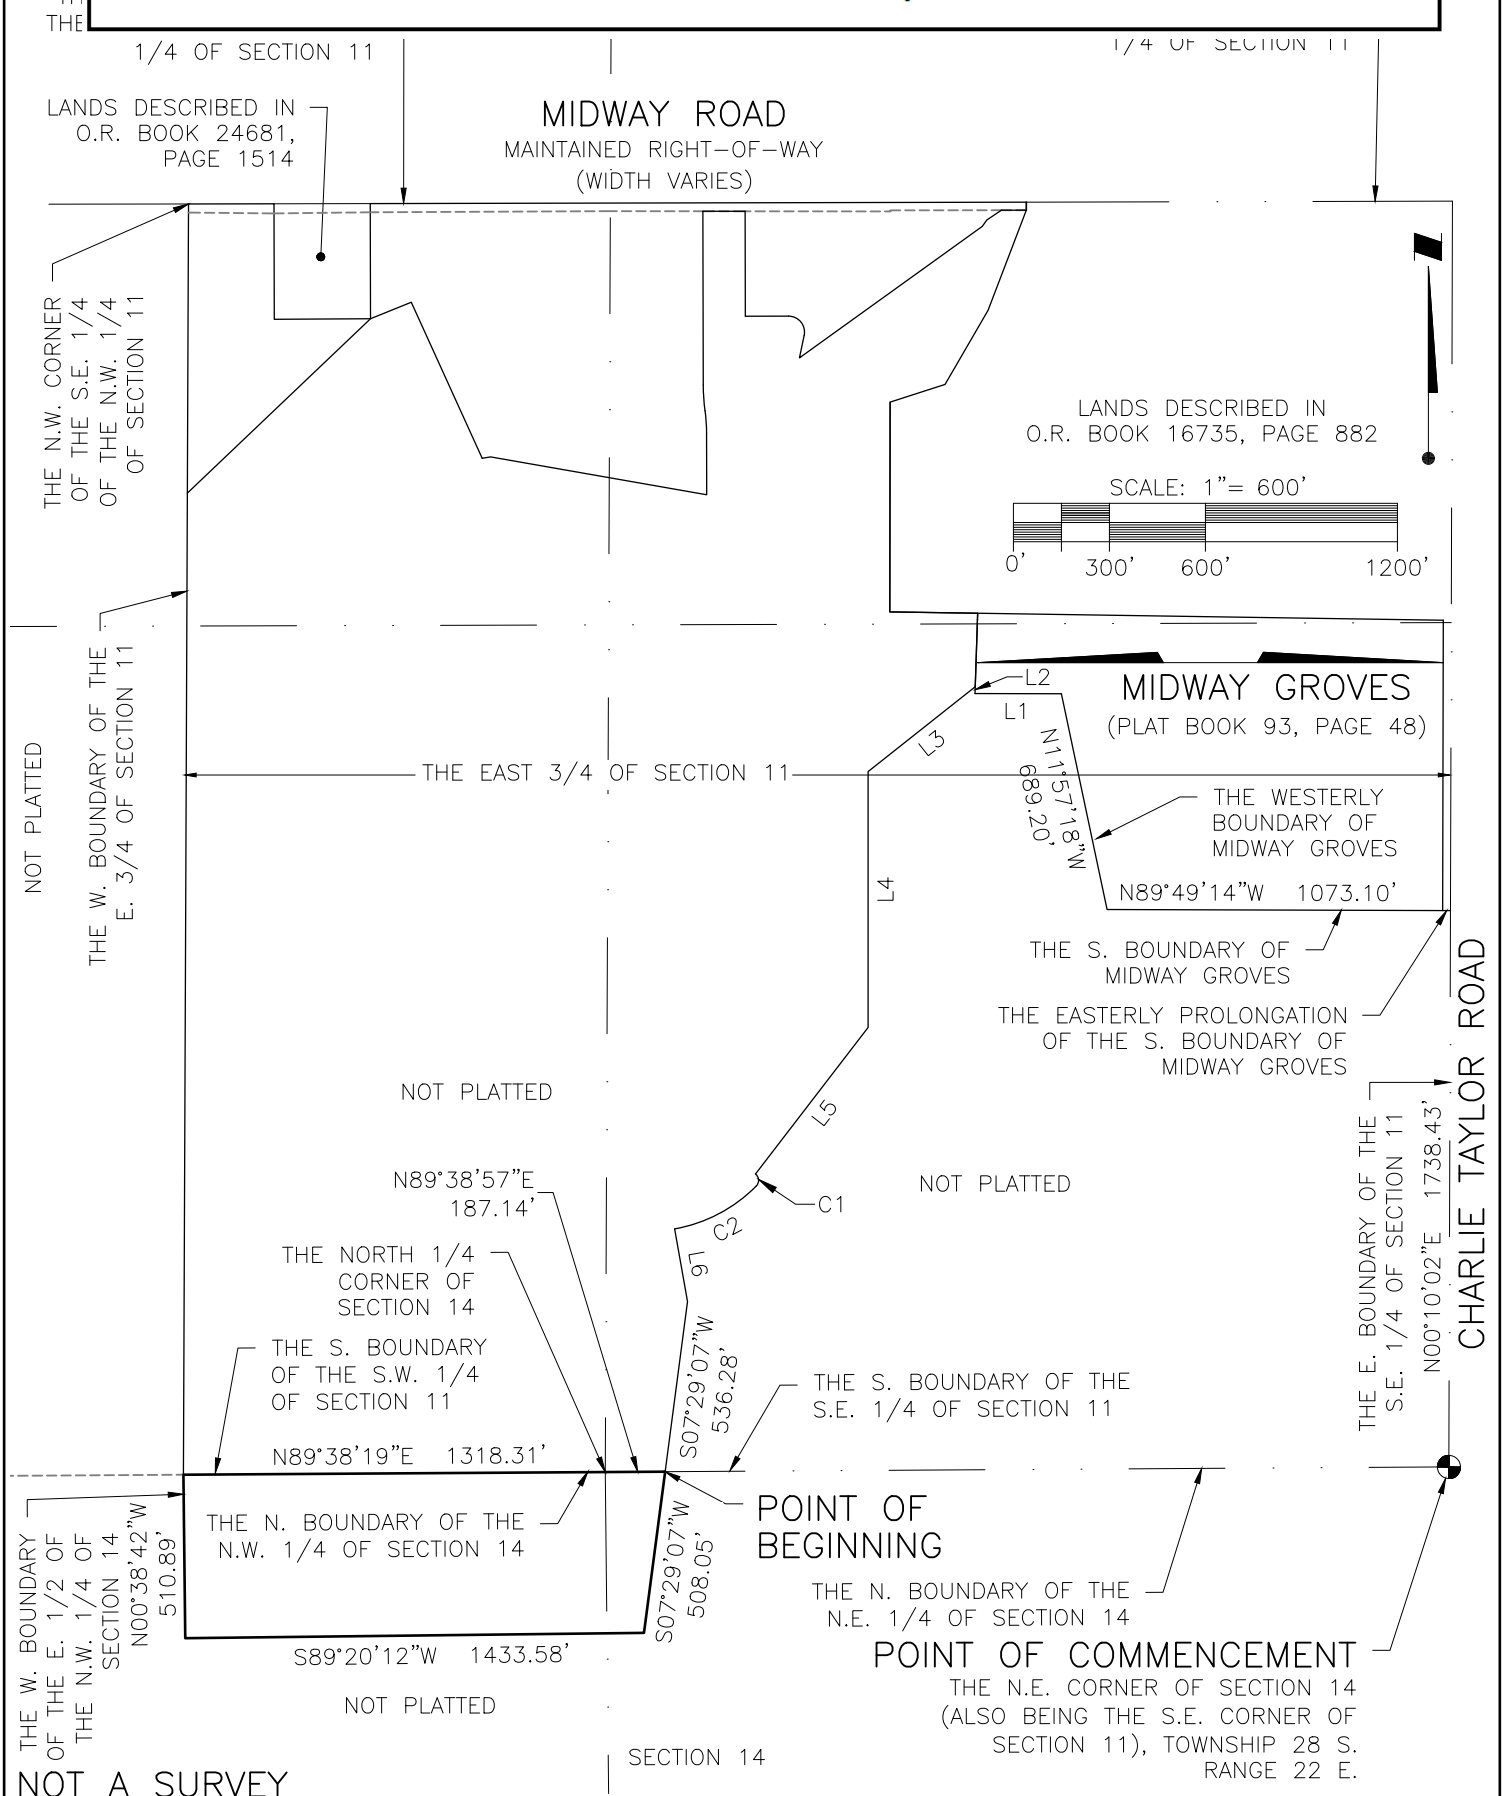 THE
1/4 OF SECTION 11
1/4 OF SECTION 11
LANDS DESCRIBED IN
O.R. BOOK 24681,
PAGE 1514
MIDWAY ROAD
MAINTAINED RIGHT-OF-WAY
(WIDTH VARIES)
THE N.W. CORNER
OF THE S.E. 1/4
OF THE N.W. 1/4
OF SECTION 11
LANDS DESCRIBED IN
O.R. BOOK 16735, PAGE 882
SCALE: 1"= 600'
0' 300' 600' 1200'
THE W. BOUNDARY OF THE
E. 3/4 OF SECTION 11
NOT PLATTED
L2
L1
L3
MIDWAY GROVES
(PLAT BOOK 93, PAGE 48)
N11°57'18"W
689.20'
THE EAST 3/4 OF SECTION 11
THE WESTERLY
BOUNDARY OF
MIDWAY GROVES
L4
N89°49'14"W 1073.10'
THE S. BOUNDARY OF
MIDWAY GROVES
THE EASTERLY PROLONGATION
OF THE S. BOUNDARY OF
MIDWAY GROVES
CHARLIE TAYLOR ROAD
THE E. BOUNDARY OF THE
S.E. 1/4 OF SECTION 11
N00°10'02"E 1738.43'
NOT PLATTED
L5
N89°38'57"E
187.14'
NOT PLATTED
C1
C2
L6
THE NORTH 1/4
CORNER OF
SECTION 14
THE S. BOUNDARY
OF THE S.W. 1/4
OF SECTION 11
S07°29'07"W
536.28'
THE S. BOUNDARY OF THE
S.E. 1/4 OF SECTION 11
N89°38'19"E 1318.31'
THE W. BOUNDARY
OF THE E. 1/2 OF
THE N.W. 1/4 OF
SECTION 14
N00°38'42"W
510.89'
THE N. BOUNDARY OF THE
N.W. 1/4 OF SECTION 14
S07°29'07"W
508.05'
POINT OF
BEGINNING
THE N. BOUNDARY OF THE
N.E. 1/4 OF SECTION 14
S89°20'12"W 1433.58'
POINT OF COMMENCEMENT
THE N.E. CORNER OF SECTION 14
(ALSO BEING THE S.E. CORNER OF
SECTION 11), TOWNSHIP 28 S.
RANGE 22 E.
NOT PLATTED
SECTION 14
NOT A SURVEY